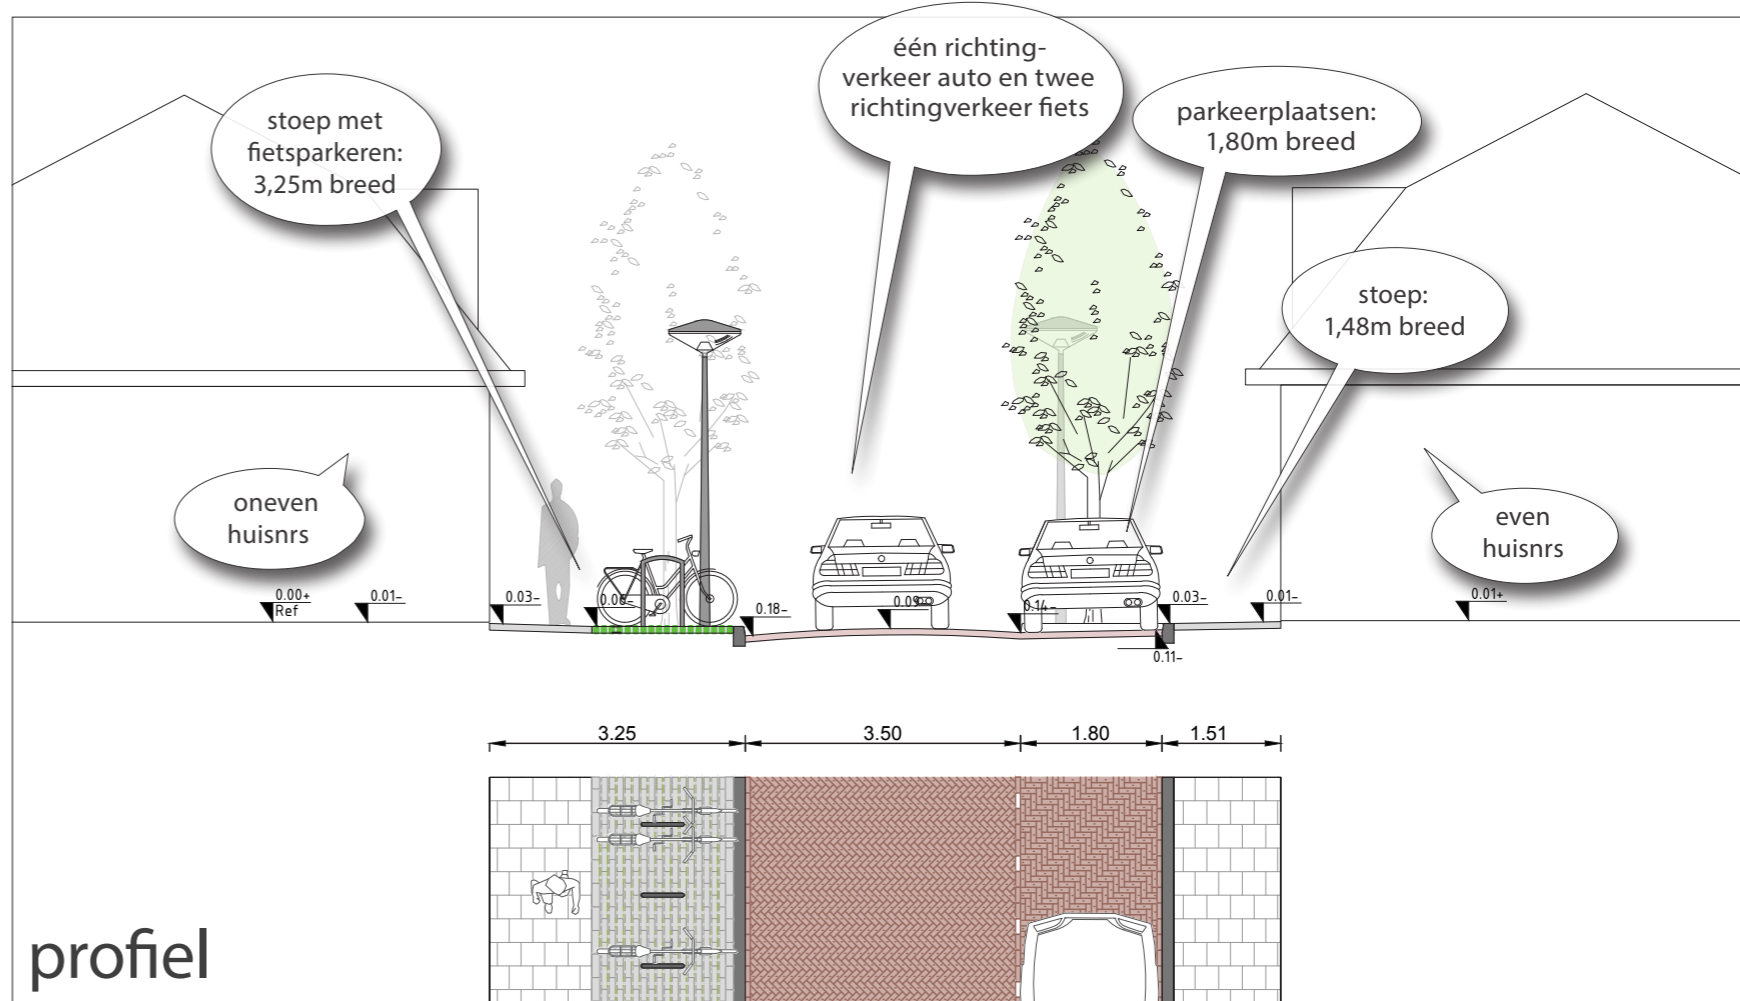 één richting-
verkeer auto en twee
richtingverkeer fiets
stoep met
fietsparkeren:
3,25m breed
parkeerplaatsen:
1,80m breed
stoep:
1,48m breed
oneven
huisnrs
even
huisnrs
0.00+
Ref
0.01-
0.03-
0.06-
0.18-
0.09-
0.14-
0.03-
0.01-
0.01+
0.11-
3.25
3.50
1.80
1.51
profiel